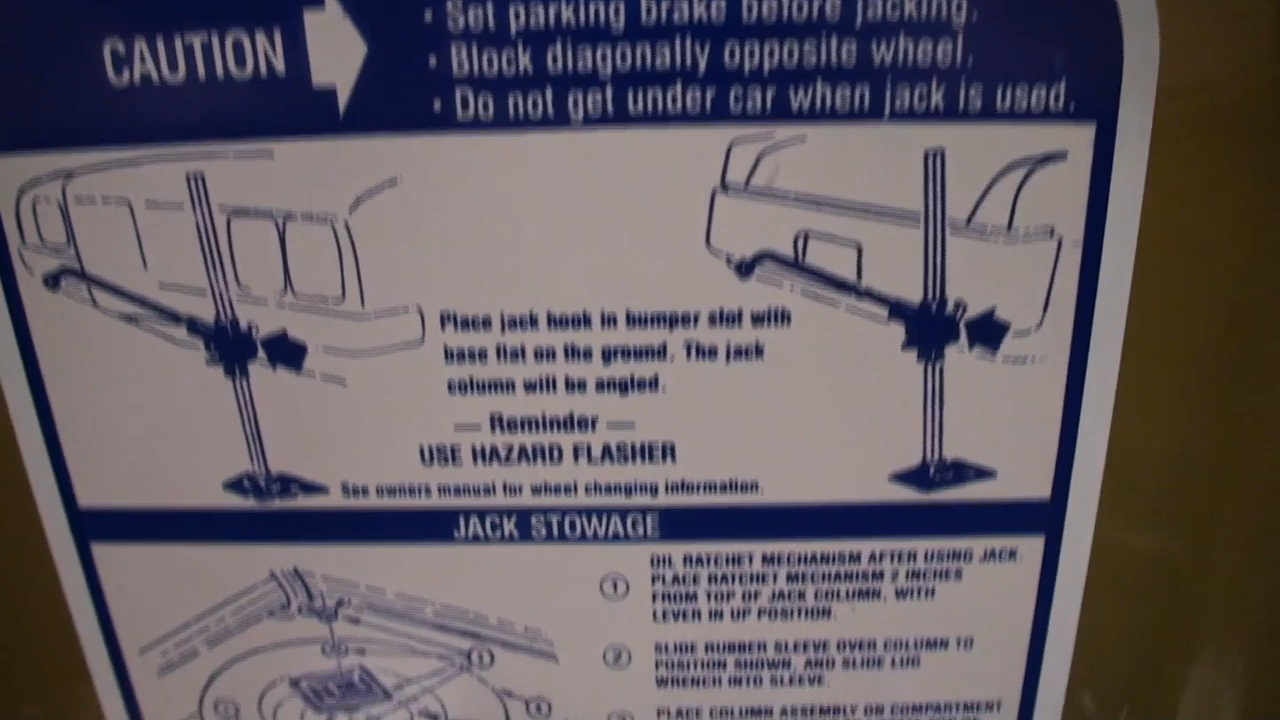 CAUTION
• Set parking brake before jacking.
• Block diagonally opposite wheel.
• Do not get under car when jack is used.
Place jack hook in bumper slot with
base flat on the ground. The jack
column will be angled.
— Reminder —
USE HAZARD FLASHER
See owners manual for wheel changing information.
JACK STOWAGE
1 OIL RATCHET MECHANISM AFTER USING JACK.
PLACE RATCHET MECHANISM 2 INCHES
FROM TOP OF JACK COLUMN, WITH
LEVER IN UP POSITION.
2 SLIDE RUBBER SLEEVE OVER COLUMN TO
POSITION SHOWN, AND SLIDE LUG
WRENCH INTO SLEEVE.
PLACE COLUMN ASSEMBLY ON COMPARTMENT
1